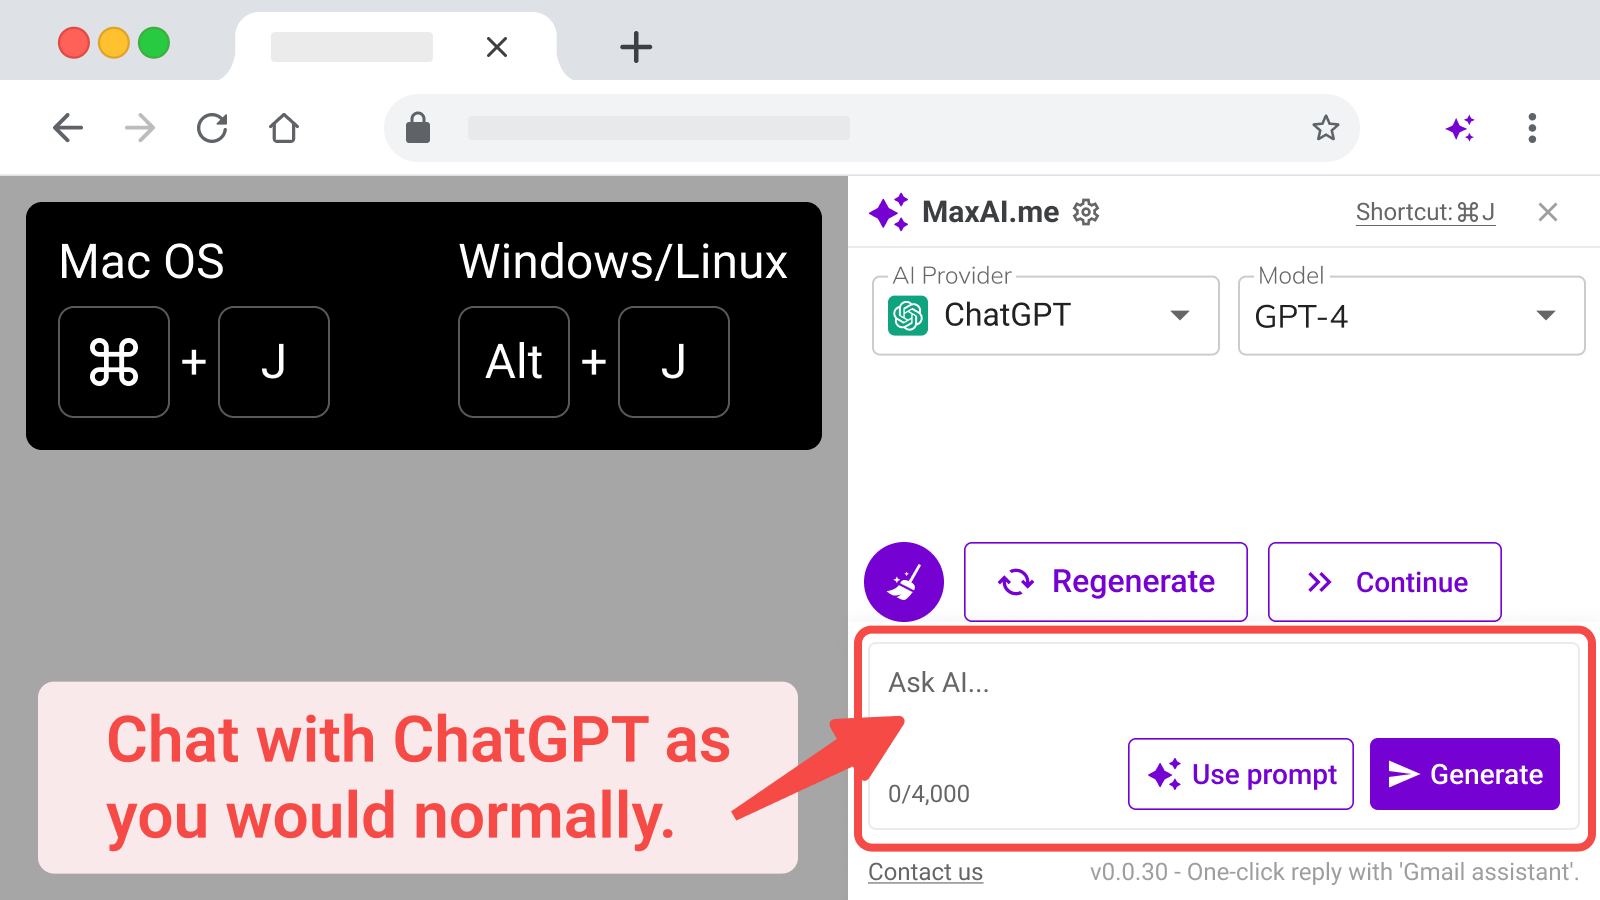 MaxAI.me
Shortcut:⌘J
Mac OS
Windows/Linux
⌘ + J
Alt + J
AI Provider
ChatGPT
Model
GPT-4
Regenerate
Continue
Ask AI...
0/4,000
Use prompt
Generate
Chat with ChatGPT as
you would normally.
Contact us
v0.0.30 - One-click reply with 'Gmail assistant'.